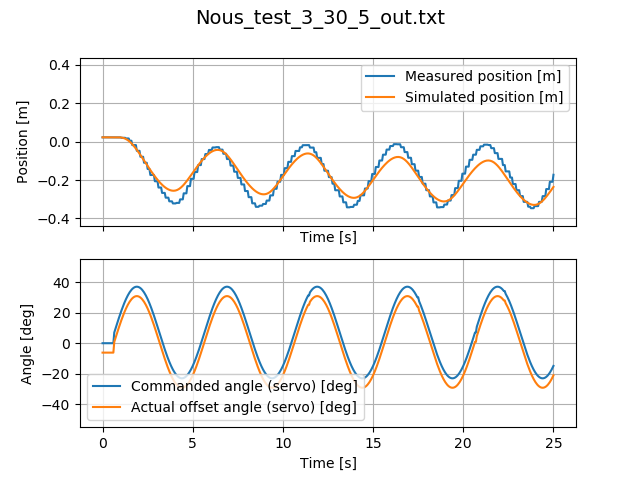 Nous_test_3_30_5_out.txt
0.4
0.2
0.0
−0.2
−0.4
Position [m]
Measured position [m]
Simulated position [m]
Time [s]
40
20
0
−20
−40
Angle [deg]
Commanded angle (servo) [deg]
Actual offset angle (servo) [deg]
0 5 10 15 20 25
Time [s]